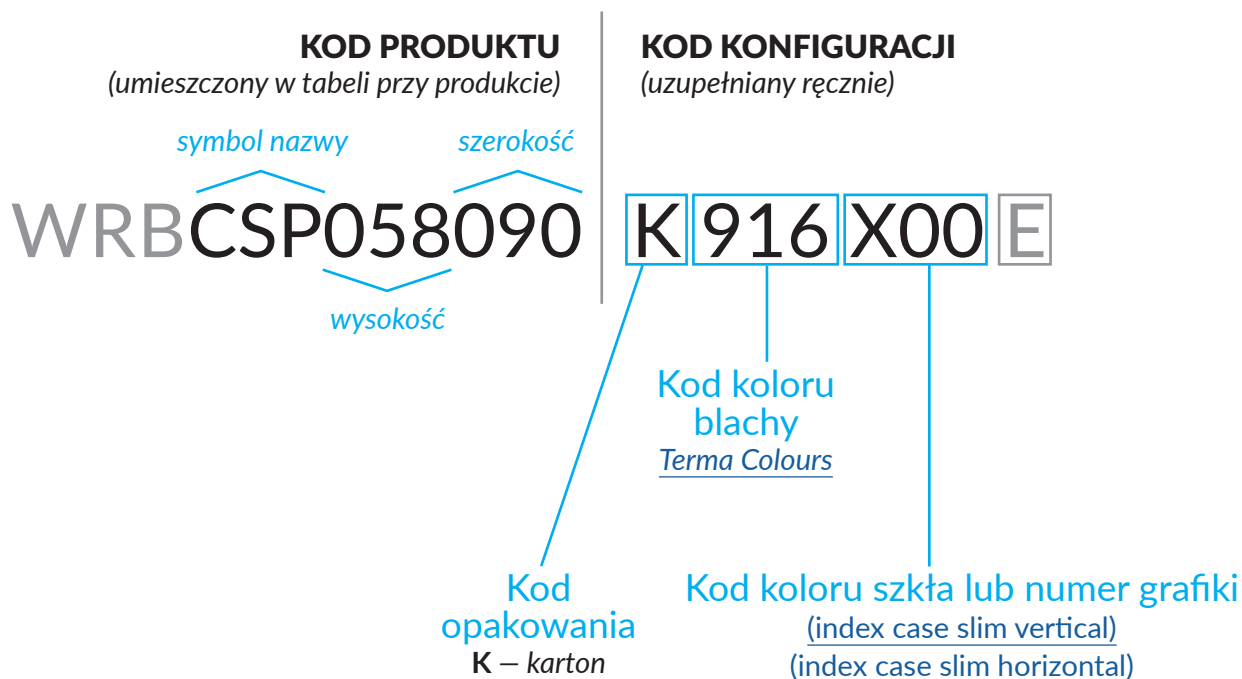 KOD PRODUKTU
(umieszczony w tabeli przy produkcie)
KOD KONFIGURACJI
(uzupełniany ręcznie)
symbol nazwy
szerokość
WRBCSP058090 K 916 X00 E
wysokość
Kod koloru
blachy
Terma Colours
Kod
opakowania
K – karton
Kod koloru szkła lub numer grafiki
(index case slim vertical)
(index case slim horizontal)